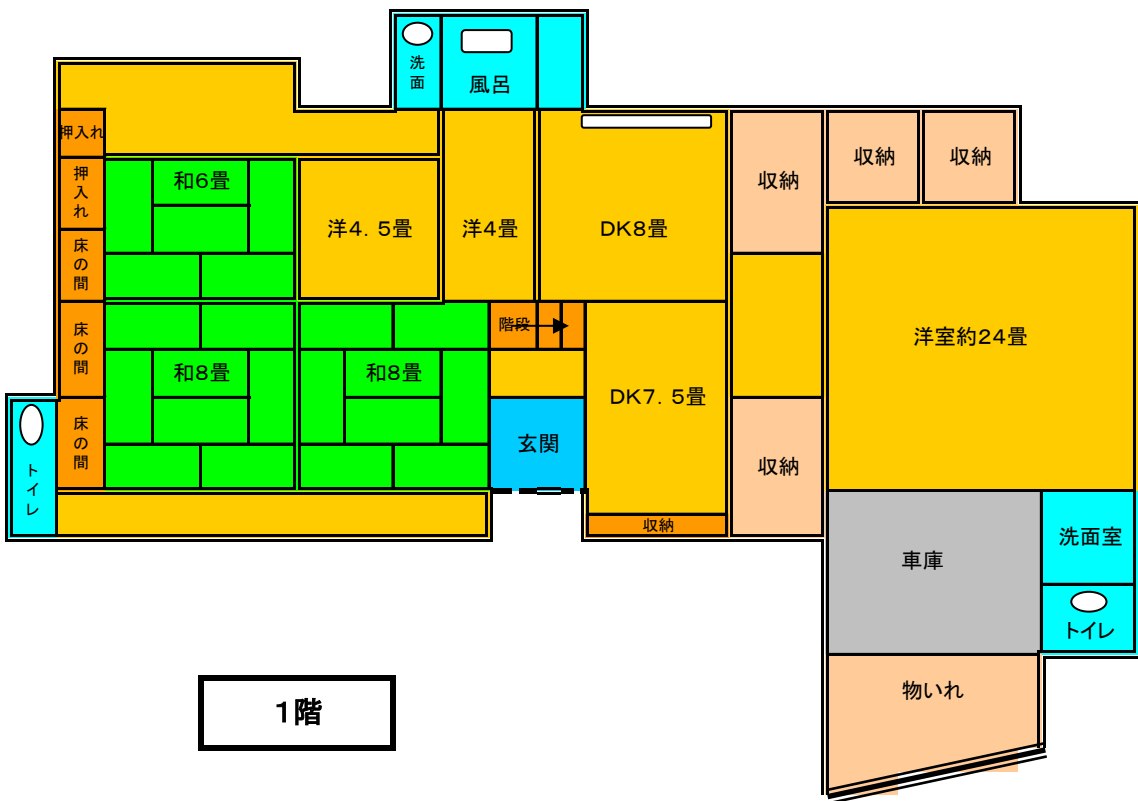 洗面
風呂
押入れ
押入れ
和6畳
床の間
洋4.5畳
洋4畳
DK8畳
収納
収納
収納
床の間
和8畳
和8畳
階段
DK7.5畳
洋室約24畳
床の間
玄関
収納
トイレ
収納
車庫
洗面室
トイレ
物いれ
1階